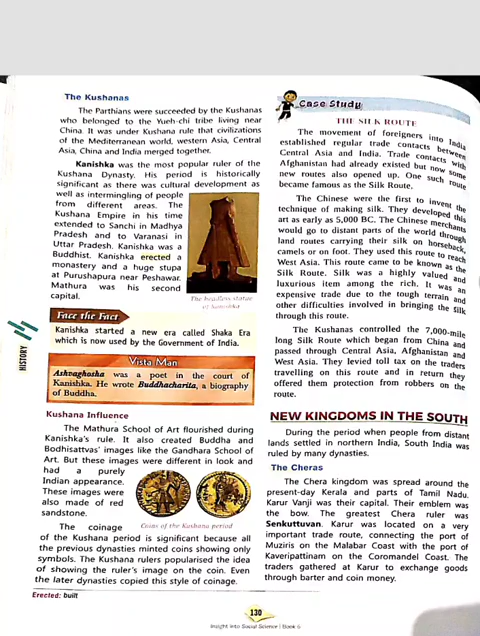 The Kushanas
The Parthians were succeeded by the Kushanas
who belonged to the Yueh-chi tribe living near
China. It was under Kushana rule that civilizations
of the Mediterranean world, western Asia, Central
Asia, China and India merged together.
Kanishka was the most popular ruler of the
Kushana Dynasty. His period is historically
significant as there was cultural development as
well as intermingling of people
from different areas. The
Kushana Empire in his time
extended to Sanchi in Madhya
Pradesh and to Varanasi in
Uttar Pradesh. Kanishka was a
Buddhist. Kanishka erected a
monastery and a huge stupa
at Purushapura near Peshawar.
Mathura was his second
capital.
The headless statue
of Kanishka
Face the Fact
Kanishka started a new era called Shaka Era
which is now used by the Government of India.
Vista Man
Ashvaghosha was a poet in the court of
Kanishka. He wrote Buddhacharita, a biography
of Buddha.
Kushana Influence
The Mathura School of Art flourished during
Kanishka's rule. It also created Buddha and
Bodhisattvas' images like the Gandhara School of
Art. But these images were different in look and
had a purely
Indian appearance.
These images were
also made of red
sandstone.
Coins of the Kushana period
The coinage
of the Kushana period is significant because all
the previous dynasties minted coins showing only
symbols. The Kushana rulers popularised the idea
of showing the ruler's image on the coin. Even
the later dynasties copied this style of coinage.
Erected: built
HISTORY
Case Study
THE SILK ROUTE
The movement of foreigners into India
established regular trade contacts between
Central Asia and India. Trade contacts with
Afghanistan had already existed but now some
new routes also opened up. One such route
became famous as the Silk Route.
The Chinese were the first to invent the
technique of making silk. They developed this
art as early as 5,000 BC. The Chinese merchants
would go to distant parts of the world through
land routes carrying their silk on horseback,
camels or on foot. They used this route to reach
West Asia. This route came to be known as the
Silk Route. Silk was a highly valued and
luxurious item among the rich. It was an
expensive trade due to the tough terrain and
other difficulties involved in bringing the silk
through this route.
The Kushanas controlled the 7,000-mile
long Silk Route which began from China and
passed through Central Asia, Afghanistan and
West Asia. They levied toll tax on the traders
travelling on this route and in return they
offered them protection from robbers on the
route.
NEW KINGDOMS IN THE SOUTH
During the period when people from distant
lands settled in northern India, South India was
ruled by many dynasties.
The Cheras
The Chera kingdom was spread around the
present-day Kerala and parts of Tamil Nadu.
Karur Vanji was their capital. Their emblem was
the bow. The greatest Chera ruler was
Senkuttuvan. Karur was located on a very
important trade route, connecting the port of
Muziris on the Malabar Coast with the port of
Kaveripattinam on the Coromandel Coast. The
traders gathered at Karur to exchange goods
through barter and coin money.
130
Insight into Social Science | Book 6